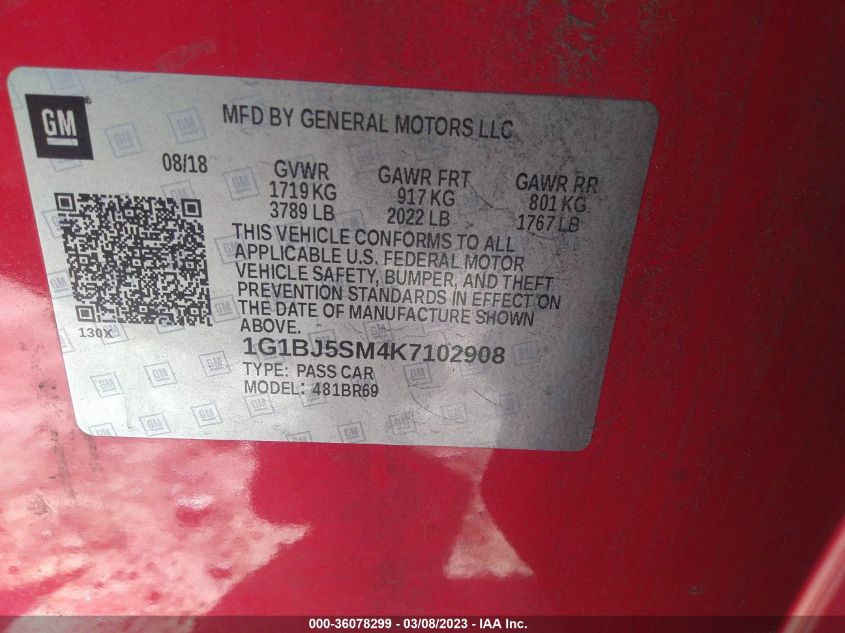 GM
MFD BY GENERAL MOTORS LLC
08/18
GVWR GAWR FRT GAWR RR
1719 KG 917 KG 801 KG
3789 LB 2022 LB 1767 LB
THIS VEHICLE CONFORMS TO ALL
APPLICABLE U.S. FEDERAL MOTOR
VEHICLE SAFETY, BUMPER, AND THEFT
PREVENTION STANDARDS IN EFFECT ON
THE DATE OF MANUFACTURE SHOWN
ABOVE.
130X
1G1BJ5SM4K7102908
TYPE: PASS CAR
MODEL: 481BR69
000-36078299 - 03/08/2023 - IAA Inc.